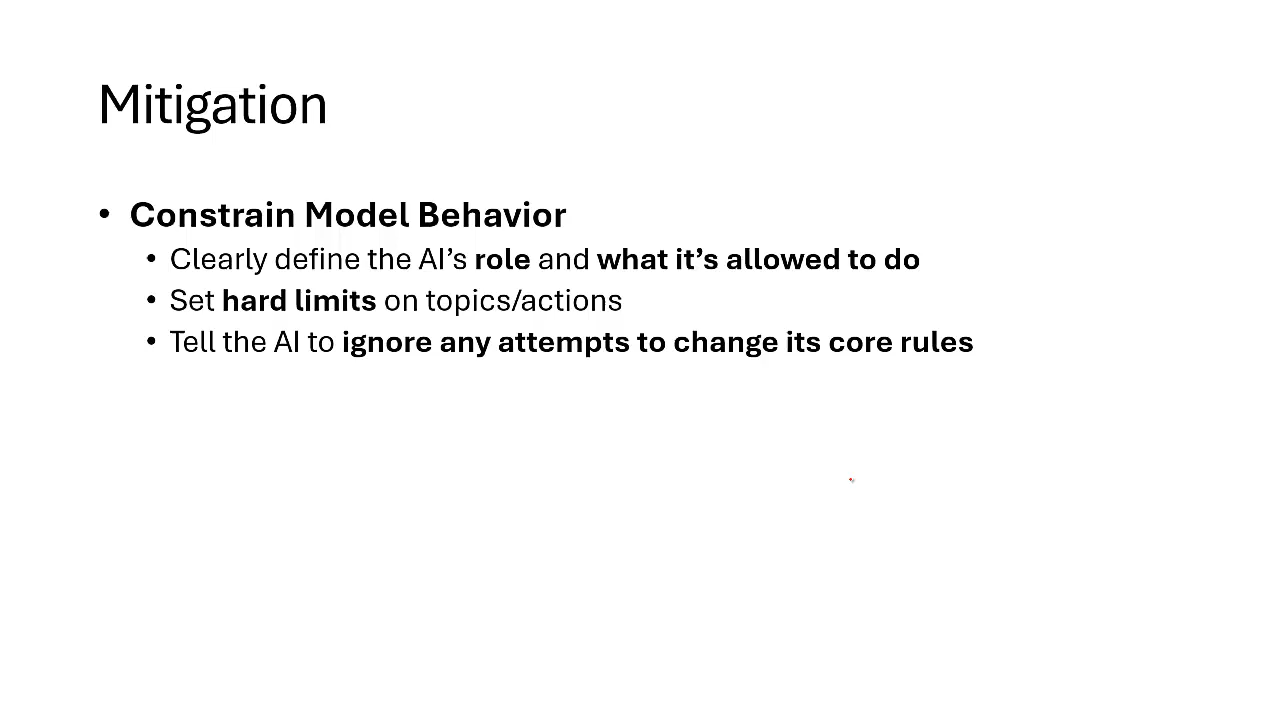 Mitigation
• Constrain Model Behavior
• Clearly define the AI’s role and what it’s allowed to do
• Set hard limits on topics/actions
• Tell the AI to ignore any attempts to change its core rules